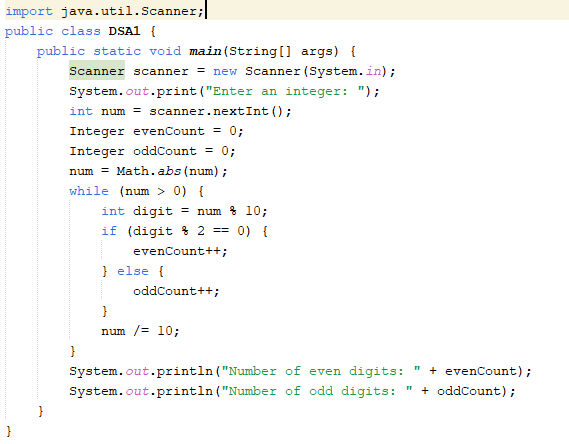 import java.util.Scanner;
public class DSA1 {
    public static void main(String[] args) {
        Scanner scanner = new Scanner(System.in);
        System.out.print("Enter an integer: ");
        int num = scanner.nextInt();
        Integer evenCount = 0;
        Integer oddCount = 0;
        num = Math.abs(num);
        while (num > 0) {
            int digit = num % 10;
            if (digit % 2 == 0) {
                evenCount++;
            } else {
                oddCount++;
            }
            num /= 10;
        }
        System.out.println("Number of even digits: " + evenCount);
        System.out.println("Number of odd digits: " + oddCount);
    }
}